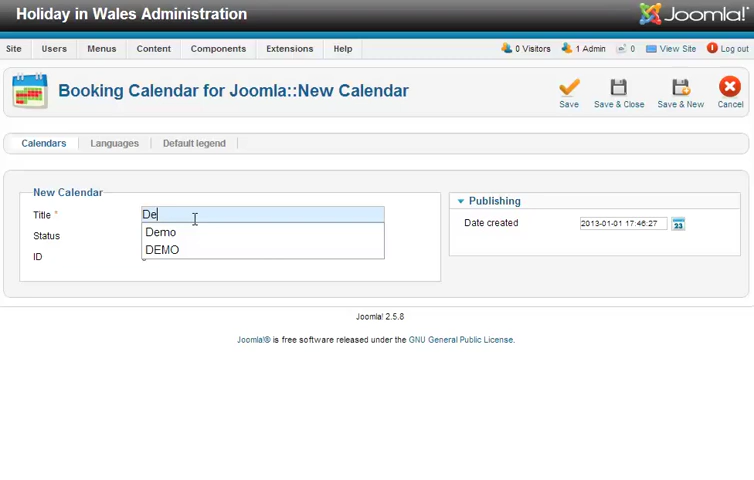 Holiday in Wales Administration
Joomla!
Site Users Menus Content Components Extensions Help
0 Visitors 1 Admin 0 View Site Log out
Booking Calendar for Joomla::New Calendar
Save Save & Close Save & New Cancel
Calendars Languages Default legend
New Calendar
Title * De
Demo
DEMO
Status
ID
Publishing
Date created 2013-01-01 17:46:27 23
Joomla! 2.5.8
Joomla!® is free software released under the GNU General Public License.